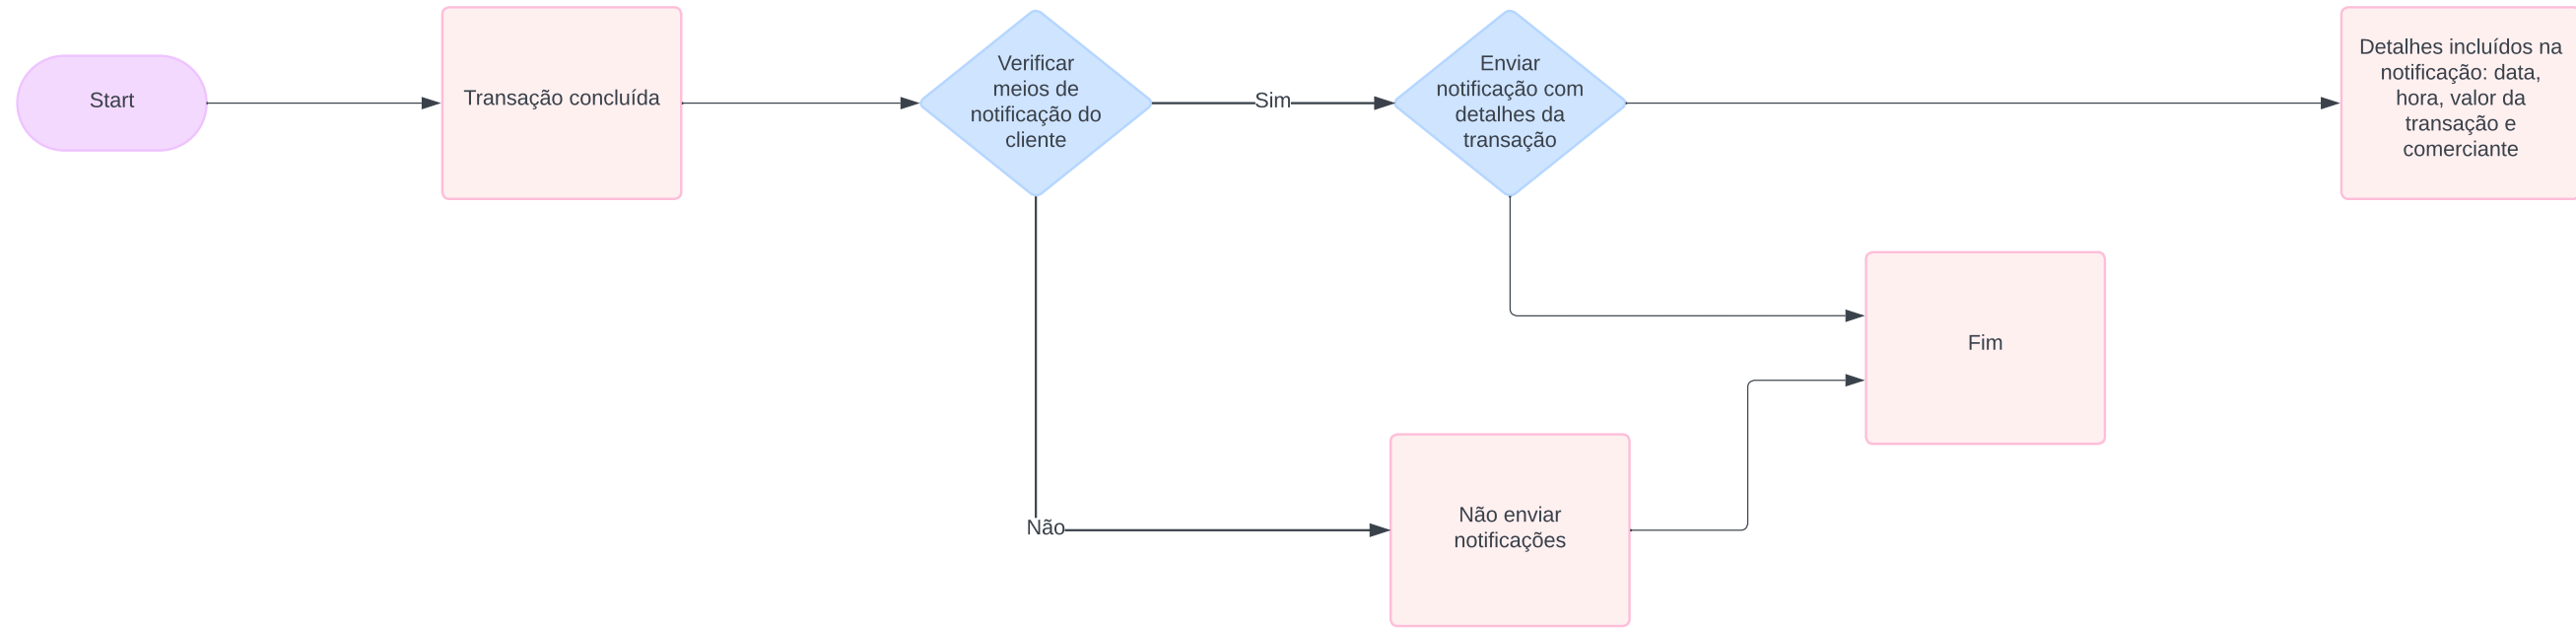 Start
Transação concluída
Verificar
meios de
notificação do
cliente
Sim
Enviar
notificação com
detalhes da
transação
Detalhes incluídos na
notificação: data,
hora, valor da
transação e
comerciante
Fim
Não
Não enviar
notificações